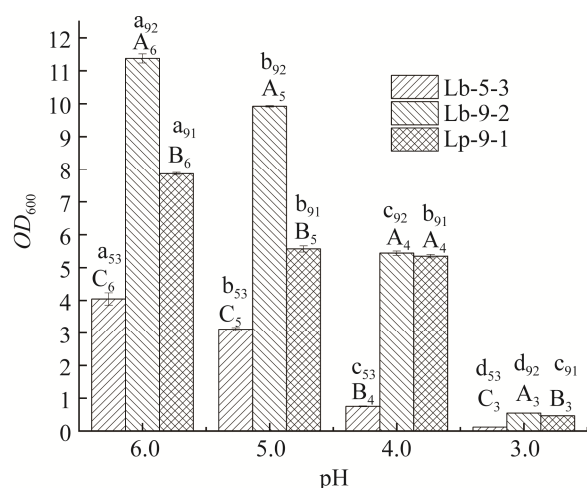 12
11
10
9
8
7
6
5
4
3
2
1
0
OD₆₀₀
a₉₂
A₆
a₉₁
B₆
a₅₃
C₆
b₉₂
A₅
b₉₁
B₅
b₅₃
C₅
c₉₂
A₄
b₉₁
A₄
c₅₃
B₄
d₅₃
C₃
d₉₂
A₃
c₉₁
B₃
Lb-5-3
Lb-9-2
Lp-9-1
6.0 5.0 4.0 3.0
pH